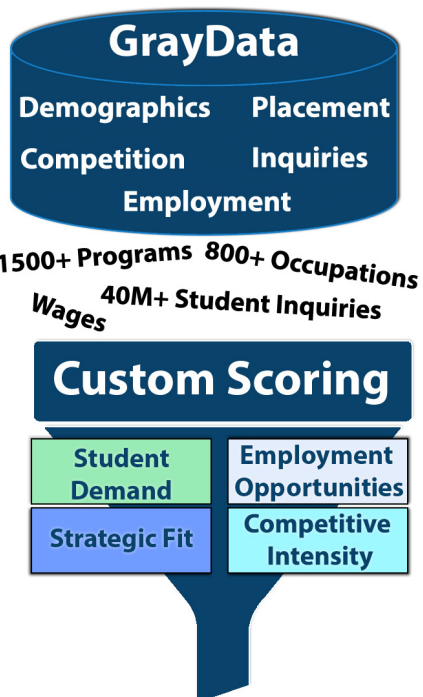 GrayData
Demographics Placement
Competition Inquiries
Employment
1500+ Programs 800+ Occupations
Wages 40M+ Student Inquiries
Custom Scoring
Student
Demand
Employment
Opportunities
Strategic Fit
Competitive
Intensity